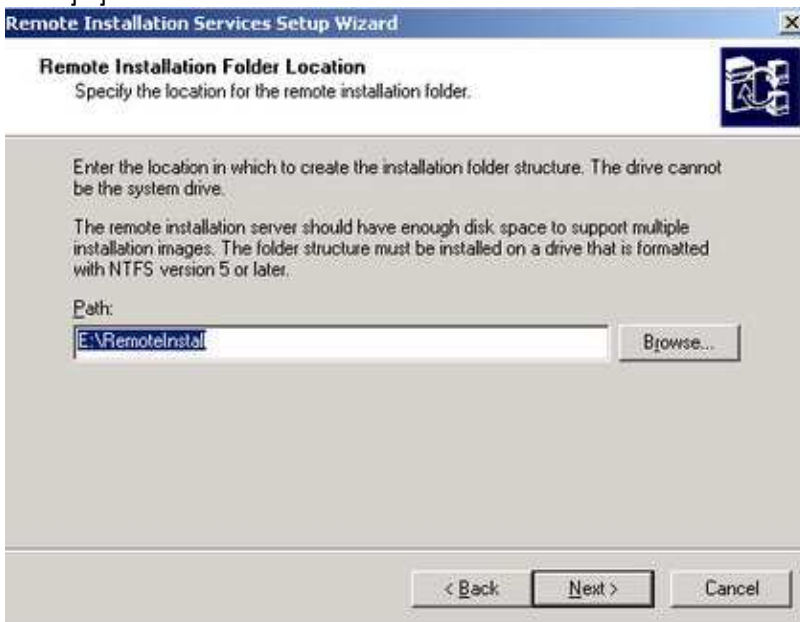 Remote Installation Services Setup Wizard
Remote Installation Folder Location
Specify the location for the remote installation folder.
Enter the location in which to create the installation folder structure. The drive cannot
be the system drive.
The remote installation server should have enough disk space to support multiple
installation images. The folder structure must be installed on a drive that is formatted
with NTFS version 5 or later.
Path:
E:\RemoteInstal
Browse...
< Back
Next >
Cancel